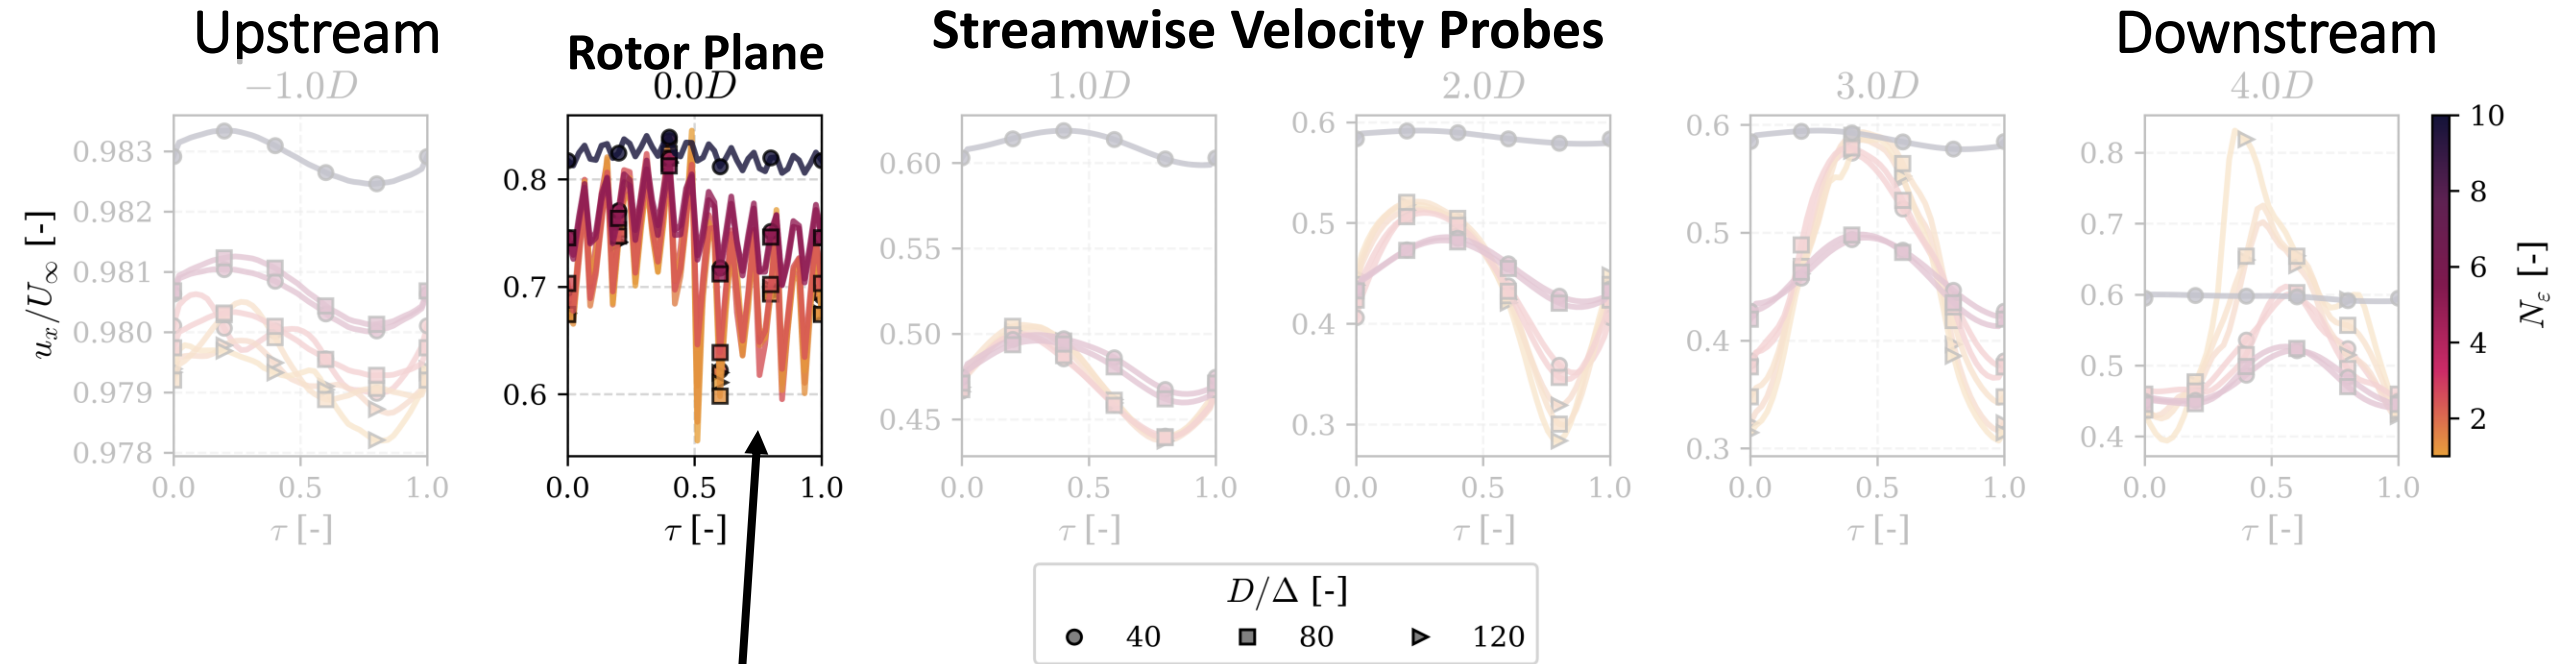 Upstream
Rotor Plane
Streamwise Velocity Probes
Downstream
−1.0D
0.0D
1.0D
2.0D
3.0D
4.0D
u_x/U_∞ [-]
0.983
0.982
0.981
0.980
0.979
0.978
0.0 0.5 1.0
τ [-]
0.8
0.7
0.6
0.0 0.5 1.0
τ [-]
0.60
0.55
0.50
0.45
0.0 0.5 1.0
τ [-]
0.6
0.5
0.4
0.3
0.0 0.5 1.0
τ [-]
0.6
0.5
0.4
0.3
0.0 0.5 1.0
τ [-]
0.8
0.7
0.6
0.5
0.4
0.0 0.5 1.0
τ [-]
10
8
6
4
2
N_ε [-]
D/Δ [-]
40 80 120